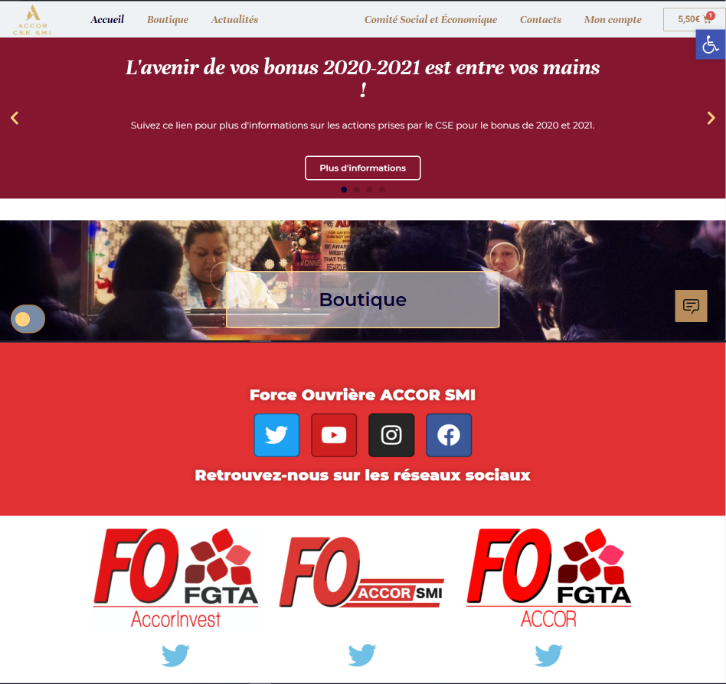 ACCOR
C.S.E. S.M.I
Accueil
Boutique
Actualités
Comité Social et Économique
Contacts
Mon compte
5,50€
1
L'avenir de vos bonus 2020-2021 est entre vos mains
!
Suivez ce lien pour plus d'informations sur les actions prises par le CSE pour le bonus de 2020 et 2021.
Plus d'informations
Boutique
Force Ouvrière ACCOR SMI
Retrouvez-nous sur les réseaux sociaux
FO
FGTA
AccorInvest
FO
ACCOR SMI
FO
FGTA
ACCOR